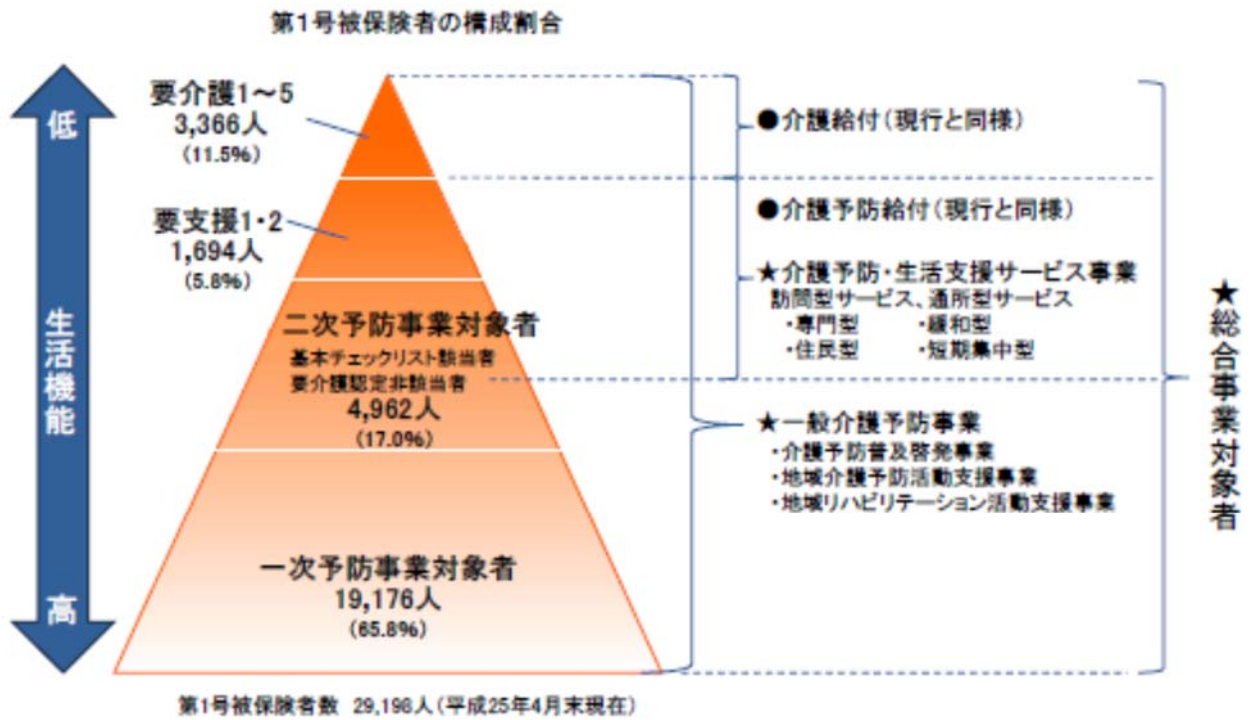 第1号被保険者の構成割合
低
生活機能
高
要介護1～5
3,366人
(11.5%)
要支援1・2
1,694人
(5.8%)
二次予防事業対象者
基本チェックリスト該当者
要介護認定非該当者
4,962人
(17.0%)
一次予防事業対象者
19,176人
(65.8%)
●介護給付(現行と同様)
●介護予防給付(現行と同様)
★介護予防・生活支援サービス事業
訪問型サービス、通所型サービス
・専門型 ・緩和型
・住民型 ・短期集中型
★一般介護予防事業
・介護予防普及啓発事業
・地域介護予防活動支援事業
・地域リハビリテーション活動支援事業
★総合事業対象者
第1号被保険者数 29,198人(平成25年4月末現在)